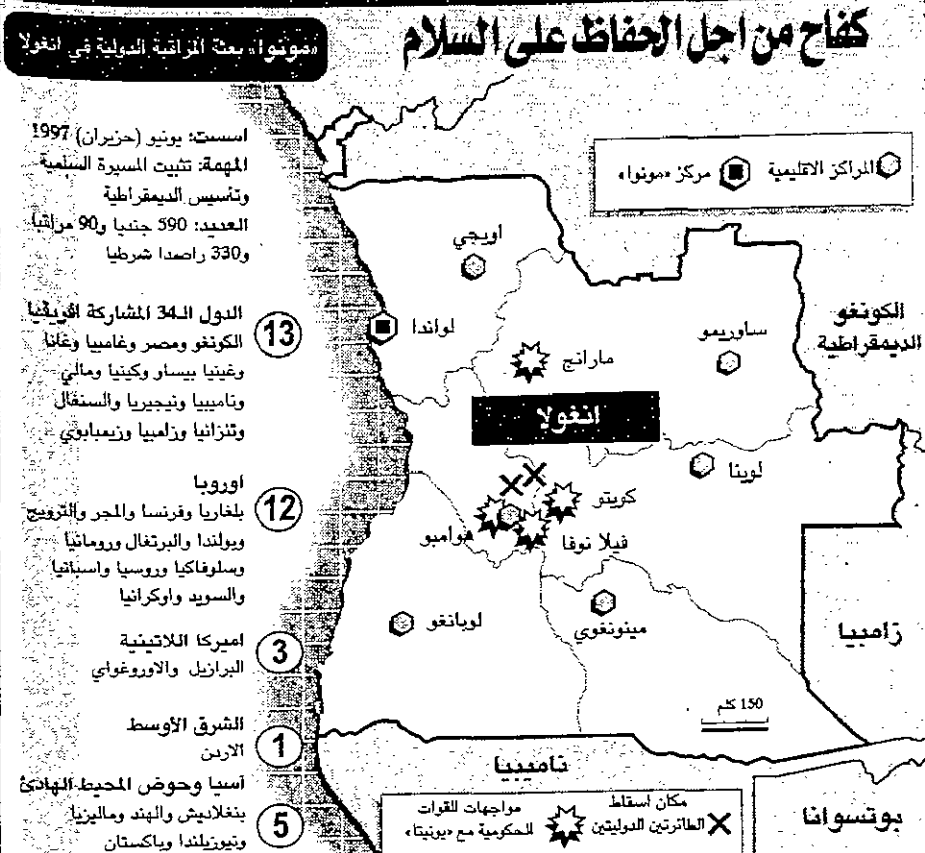 كفاح من اجل الحفاظ على السلام
«مونوا» بعثة المراقبة الدولية في انغولا
اسست: يونيو (حزيران) 1997
المهمة: تثبيت المسيرة السلمية
وتأسيس الديمقراطية
العديد: 590 جنديا و90 مراقبا
و330 راصدا شرطيا
الدول الـ34 المشاركة افريقيا
13
الكونغو ومصر وغامبيا وغانا
وغينيا بيساو وكينيا ومالي
وناميبيا ونيجيريا والسنغال
وتنزانيا وزامبيا وزيمبابوي
اوروبا
12
بلغاريا وفرنسا والمجر والنرويج
وبولندا والبرتغال ورومانيا
وسلوفاكيا وروسيا واسبانيا
والسويد واوكرانيا
اميركا اللاتينية
3
البرازيل والاوروغواي
الشرق الأوسط
1
الاردن
آسيا وحوض المحيط الهادئ
5
بنغلاديش والهند وماليزيا
ونيوزيلندا وباكستان
المراكز الاقليمية
مركز «مونوا»
اويجي
لواندا
مارانج
ساوريمو
الكونغو
الديمقراطية
انغولا
لوينا
كويتو
هوامبو
فيلا نوفا
لوبانغو
مينونغوي
زامبيا
150 كلم
ناميبيا
بوتسوانا
مكان اسقاط
الطائرتين الدوليتين
مواجهات للقوات
الحكومية مع «يونيتا»